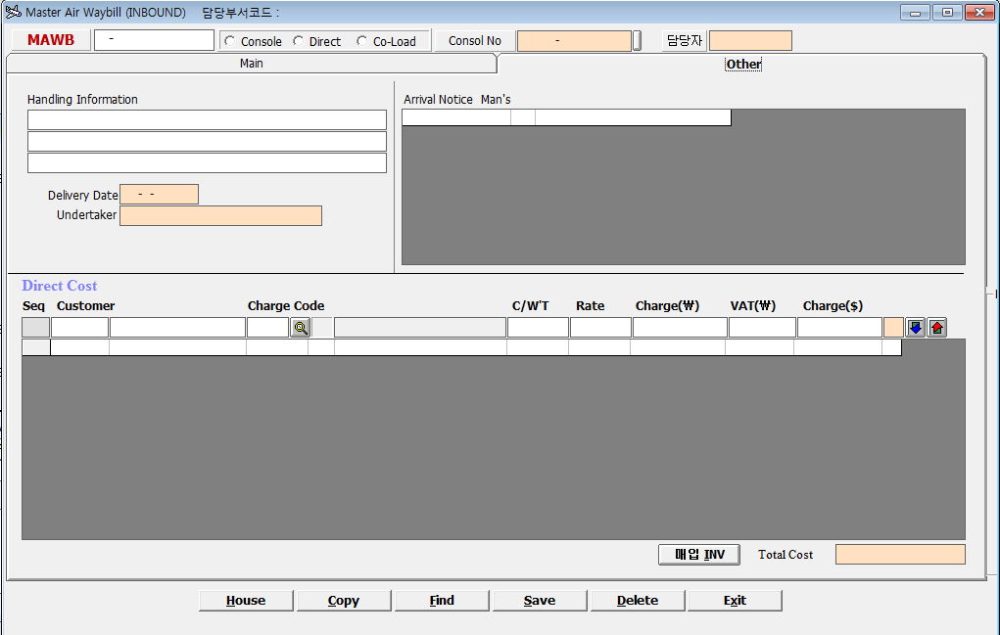 Master Air Waybill (INBOUND) 담당부서코드 :
MAWB - Console Direct Co-Load Consol No - 담당자
Main Other
Handling Information
Arrival Notice Man's
Delivery Date - -
Undertaker
Direct Cost
Seq Customer Charge Code C/W'T Rate Charge(₩) VAT(₩) Charge($)
매입 INV Total Cost
House Copy Find Save Delete Exit